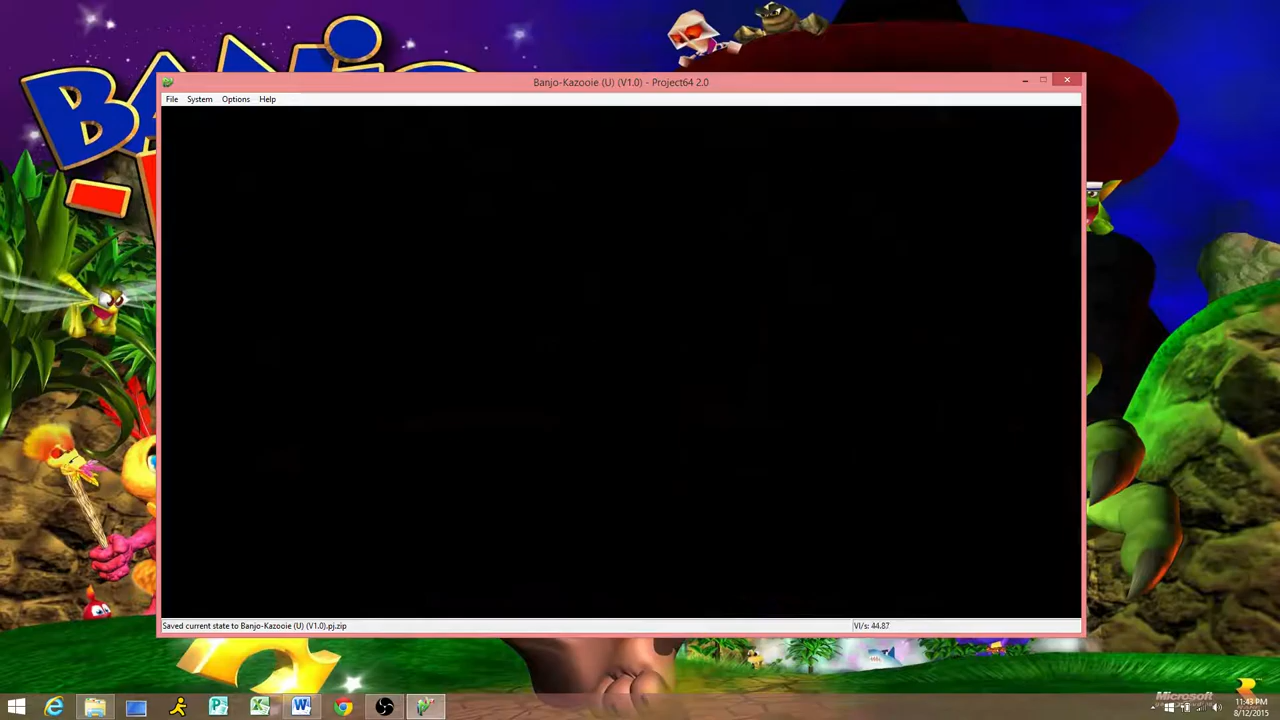 Banjo-Kazooie (U) (V1.0) - Project64 2.0
File System Options Help
Saved current state to Banjo-Kazooie (U) (V1.0).pj.zip
VI/s: 44.87
Microsoft
11:43 PM
8/12/2015